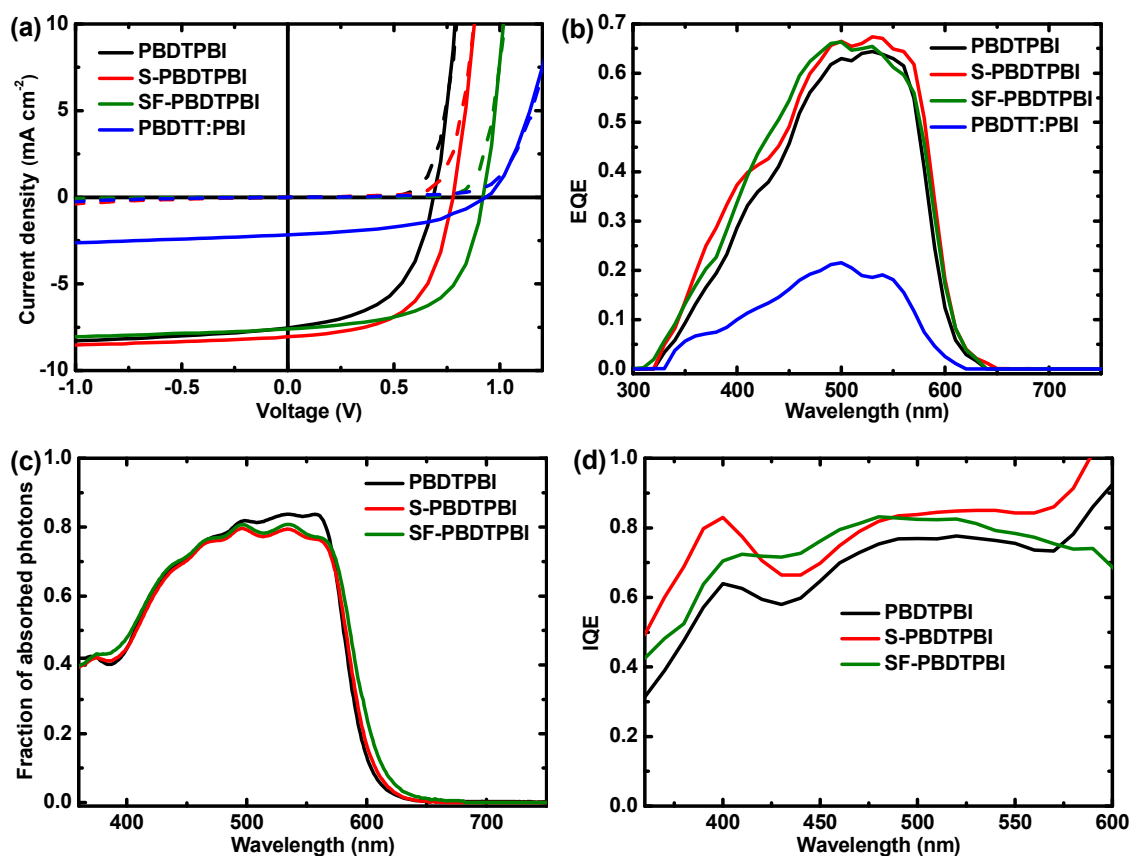 (a)
PBDTPBI
S-PBDTPBI
SF-PBDTPBI
PBDTT:PBI
Current density (mA cm⁻²)
10
5
0
-5
-10
-1.0 -0.5 0.0 0.5 1.0
Voltage (V)
(b)
PBDTPBI
S-PBDTPBI
SF-PBDTPBI
PBDTT:PBI
EQE
0.7
0.6
0.5
0.4
0.3
0.2
0.1
0.0
300 400 500 600 700
Wavelength (nm)
(c)
PBDTPBI
S-PBDTPBI
SF-PBDTPBI
Fraction of absorbed photons
1.0
0.8
0.6
0.4
0.2
0.0
400 500 600 700
Wavelength (nm)
(d)
PBDTPBI
S-PBDTPBI
SF-PBDTPBI
IQE
1.0
0.8
0.6
0.4
0.2
0.0
400 450 500 550 600
Wavelength (nm)